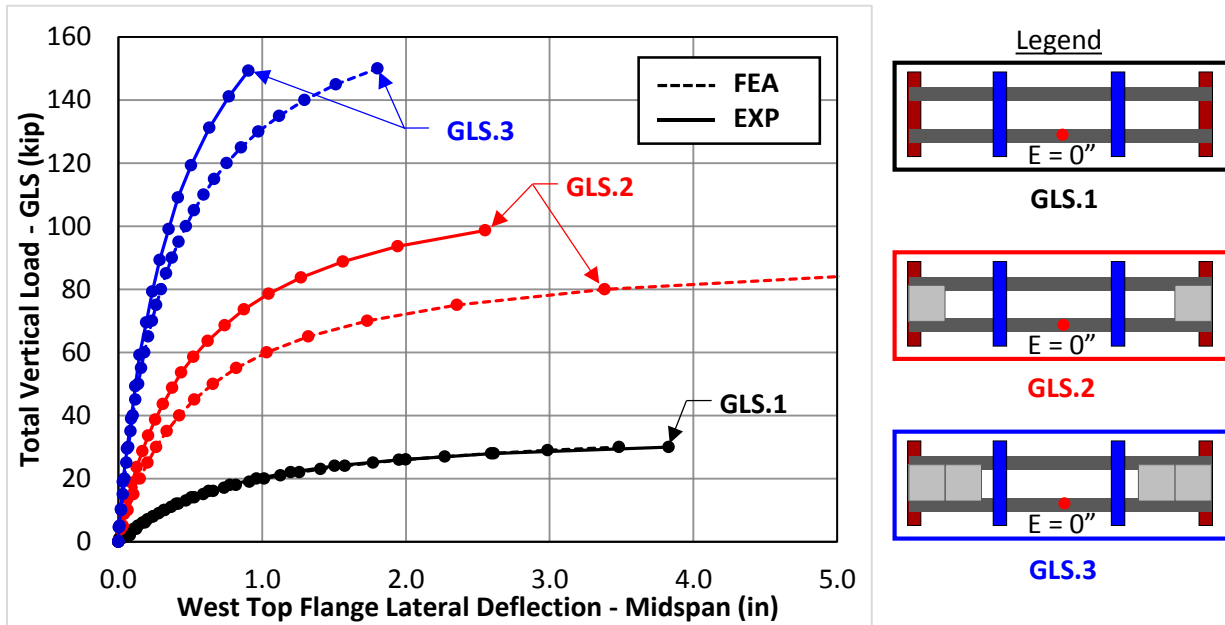 Total Vertical Load - GLS (kip)
160
140
120
100
80
60
40
20
0
0.0 1.0 2.0 3.0 4.0 5.0
West Top Flange Lateral Deflection - Midspan (in)
FEA
EXP
GLS.3
GLS.2
GLS.1
Legend
E = 0”
GLS.1
E = 0”
GLS.2
E = 0”
GLS.3